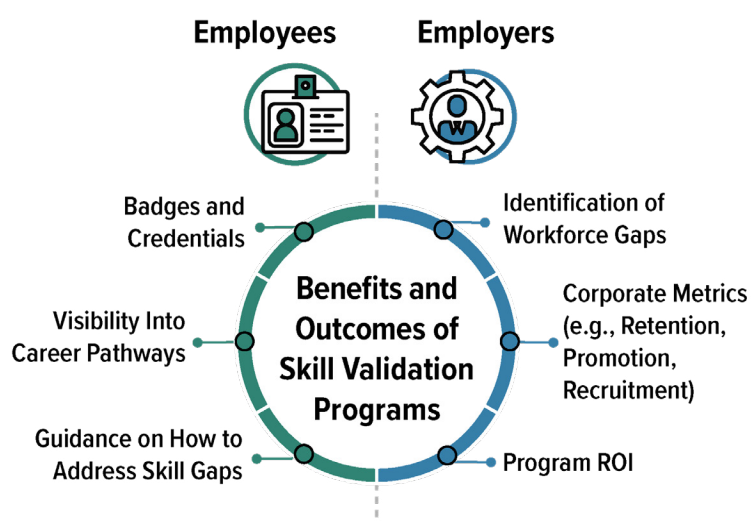 Employees
Employers
Badges and
Credentials
Visibility Into
Career Pathways
Guidance on How to
Address Skill Gaps
Benefits and
Outcomes of
Skill Validation
Programs
Identification of
Workforce Gaps
Corporate Metrics
(e.g., Retention,
Promotion,
Recruitment)
Program ROI